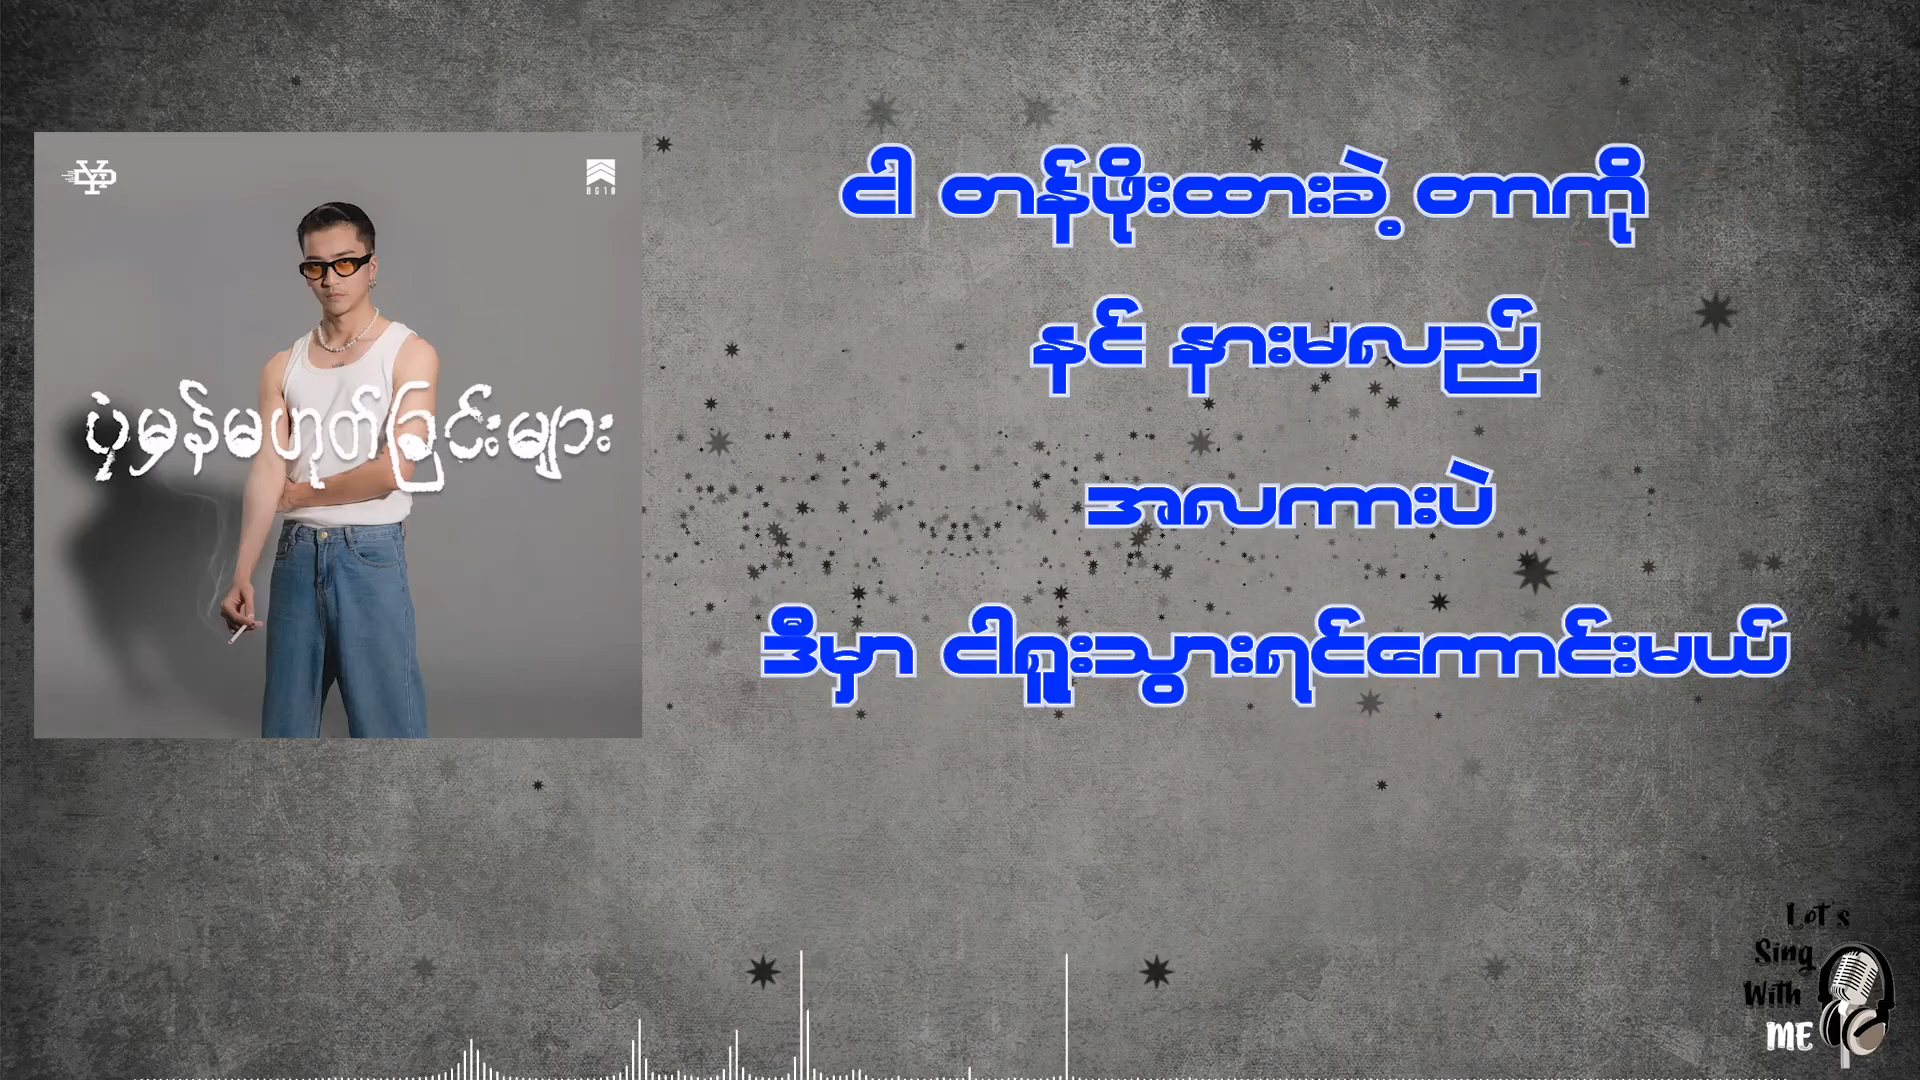 YD
BG18
ပုံမှန်မဟုတ်ခြင်းများ
ငါ တန်ဖိုးထားခဲ့ တာကို
နင် နားမလည်
အလကားပဲ
ဒီမှာ ငါရူးသွားရင်ကောင်းမယ်
Let's
Sing
With
ME